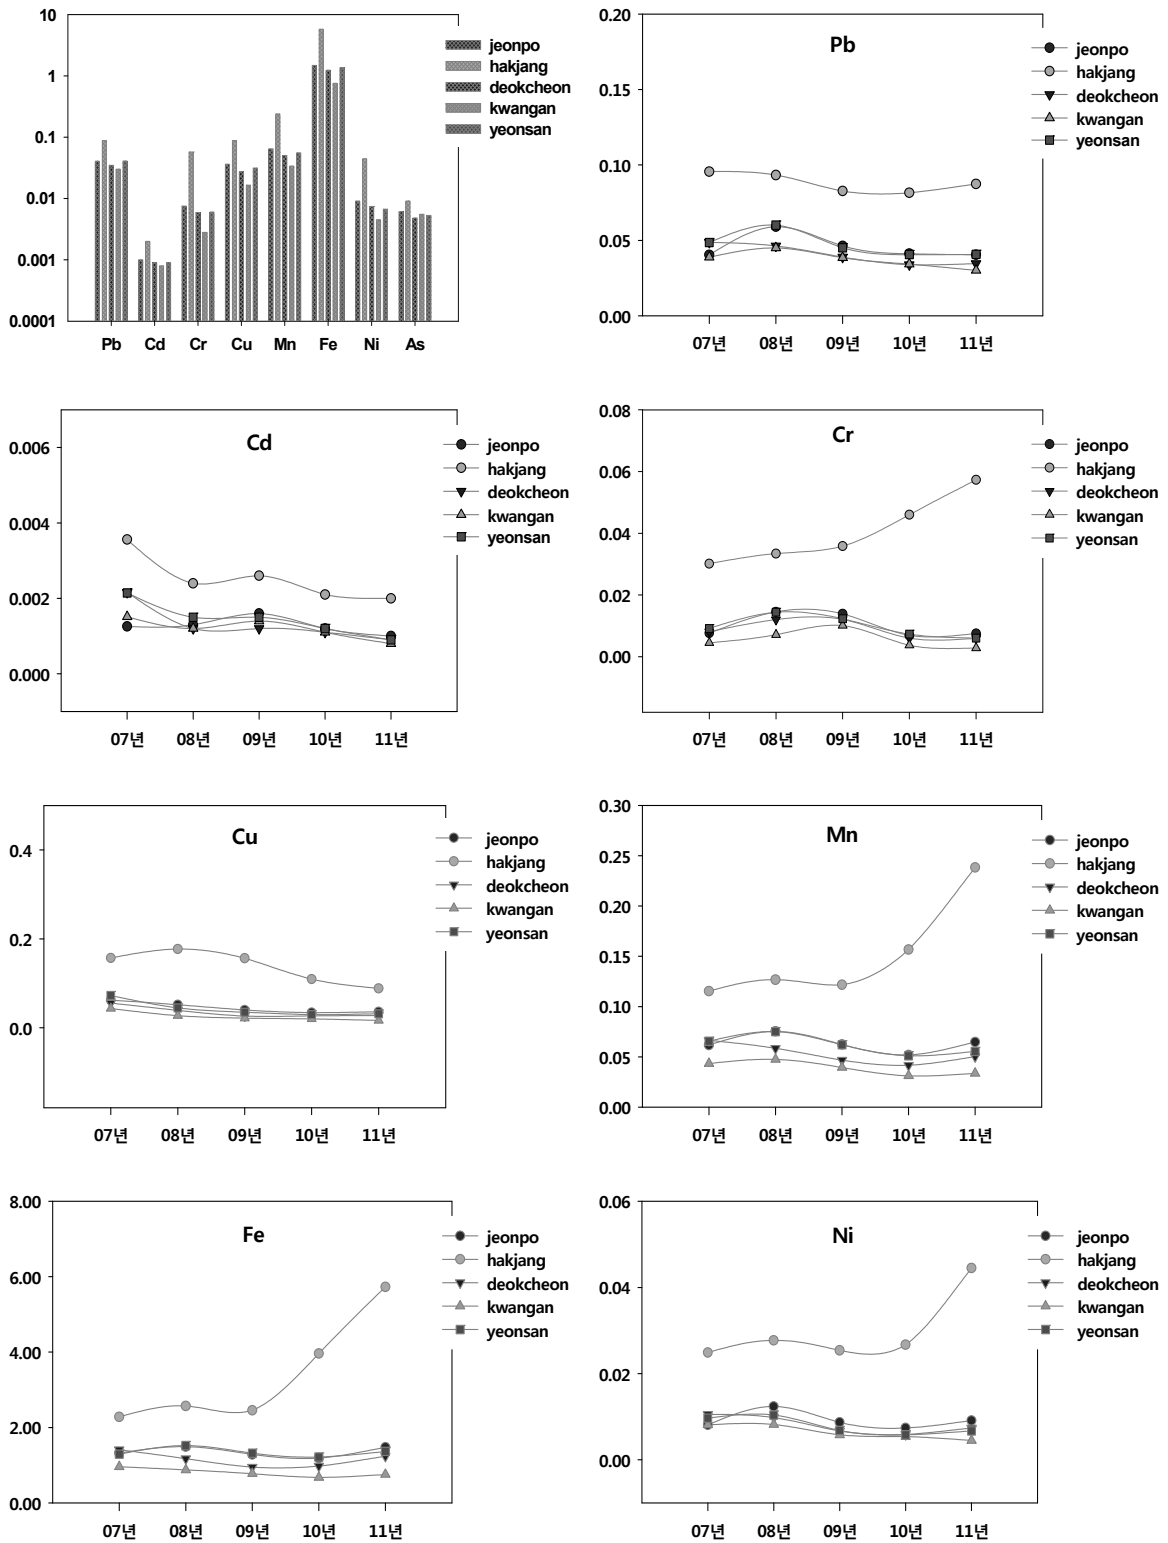 10
1
0.1
0.01
0.001
0.0001
Pb Cd Cr Cu Mn Fe Ni As
jeonpo
hakjang
deokcheon
kwangan
yeonsan
Pb
0.20
0.15
0.10
0.05
0.00
07년 08년 09년 10년 11년
jeonpo
hakjang
deokcheon
kwangan
yeonsan
Cd
0.006
0.004
0.002
0.000
07년 08년 09년 10년 11년
jeonpo
hakjang
deokcheon
kwangan
yeonsan
Cr
0.08
0.06
0.04
0.02
0.00
07년 08년 09년 10년 11년
jeonpo
hakjang
deokcheon
kwangan
yeonsan
Cu
0.4
0.2
0.0
07년 08년 09년 10년 11년
jeonpo
hakjang
deokcheon
kwangan
yeonsan
Mn
0.30
0.25
0.20
0.15
0.10
0.05
0.00
07년 08년 09년 10년 11년
jeonpo
hakjang
deokcheon
kwangan
yeonsan
Fe
8.00
6.00
4.00
2.00
0.00
07년 08년 09년 10년 11년
jeonpo
hakjang
deokcheon
kwangan
yeonsan
Ni
0.06
0.04
0.02
0.00
07년 08년 09년 10년 11년
jeonpo
hakjang
deokcheon
kwangan
yeonsan